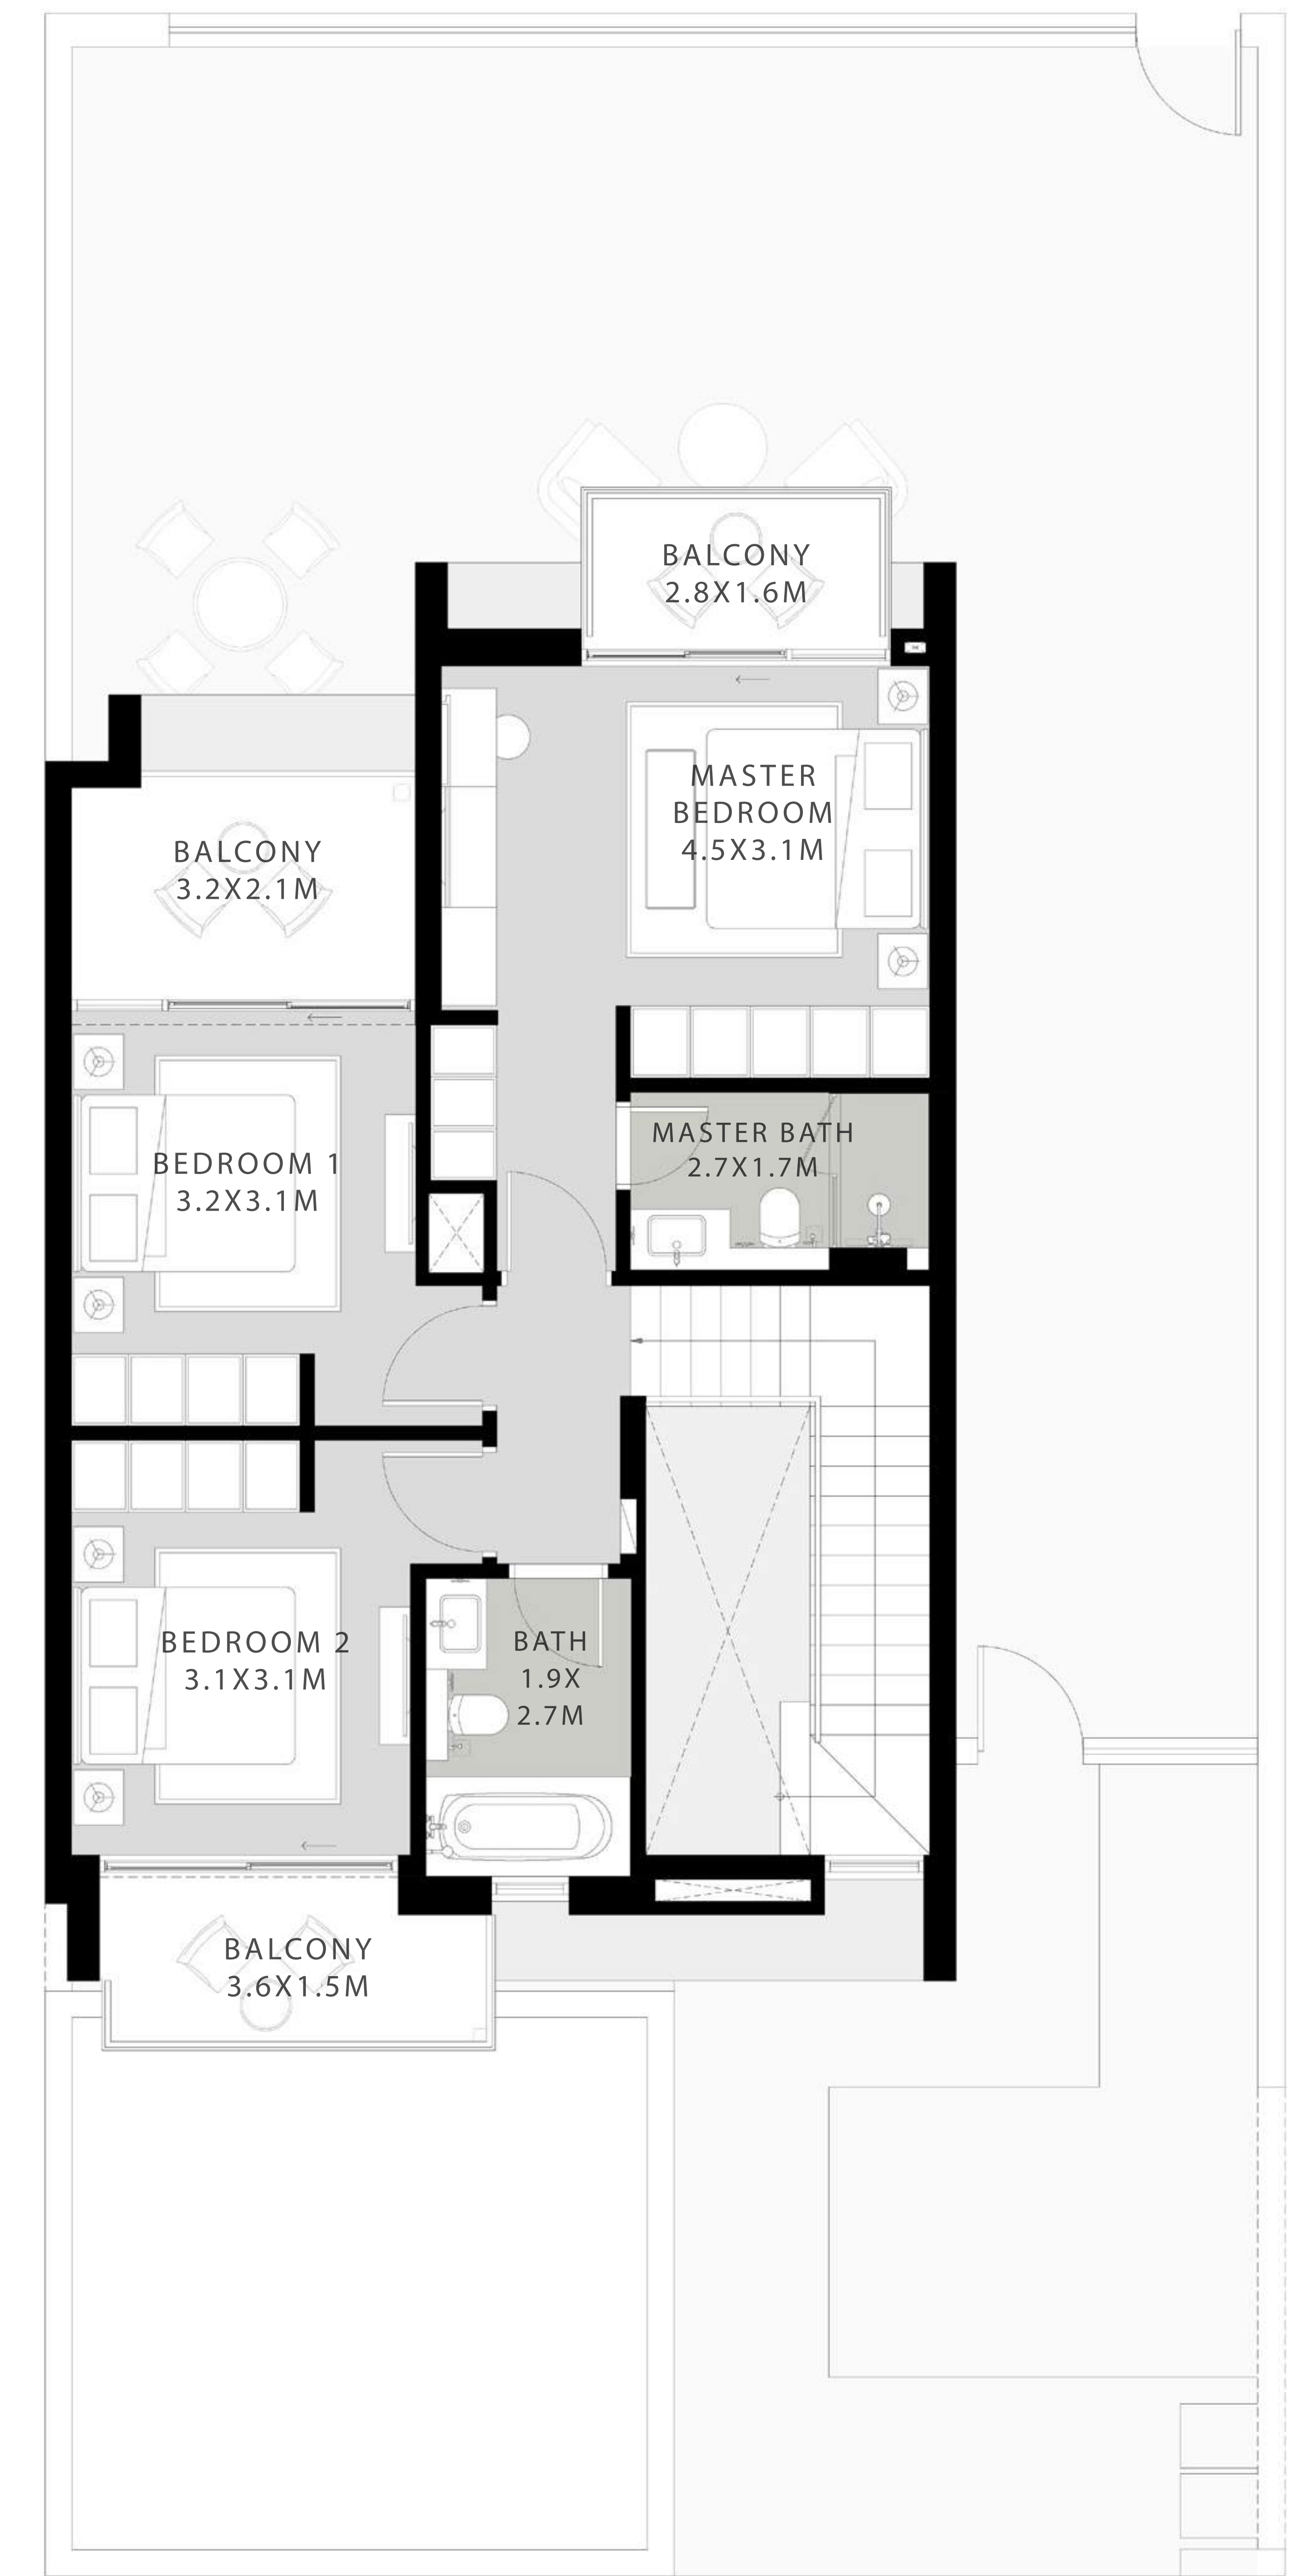 BALCONY
2.8X1.6M
MASTER
BEDROOM
4.5X3.1M
BALCONY
3.2X2.1M
MASTER BATH
2.7X1.7M
BEDROOM 1
3.2X3.1M
BEDROOM 2
3.1X3.1M
BATH
1.9X
2.7M
BALCONY
3.6X1.5M